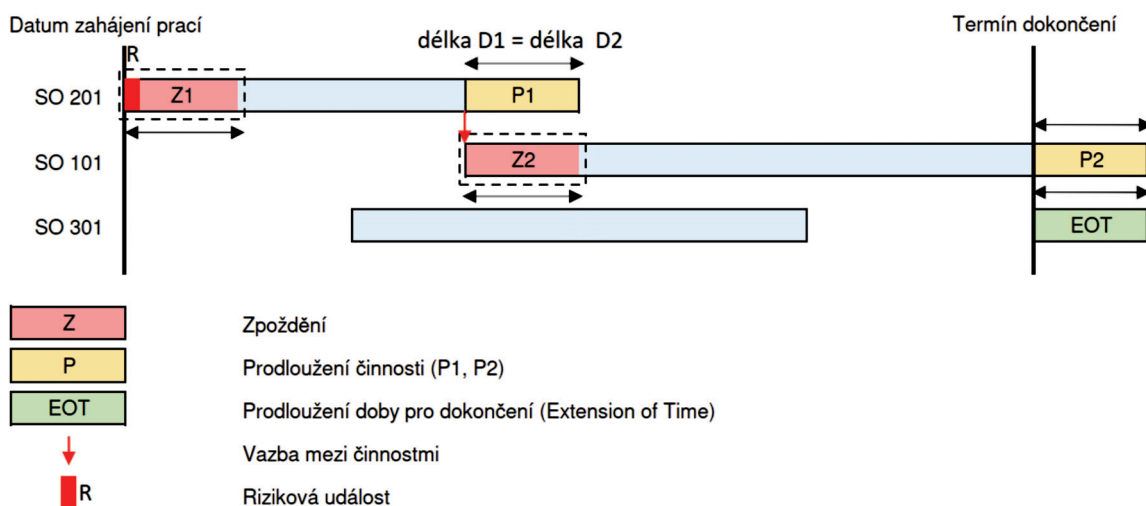 Datum zahájení prací
délka D1 = délka D2
Termín dokončení
R
SO 201
Z1
P1
SO 101
Z2
P2
SO 301
EOT
Z
Zpoždění
P
Prodloužení činnosti (P1, P2)
EOT
Prodloužení doby pro dokončení (Extension of Time)
Vazba mezi činnostmi
R
Riziková událost